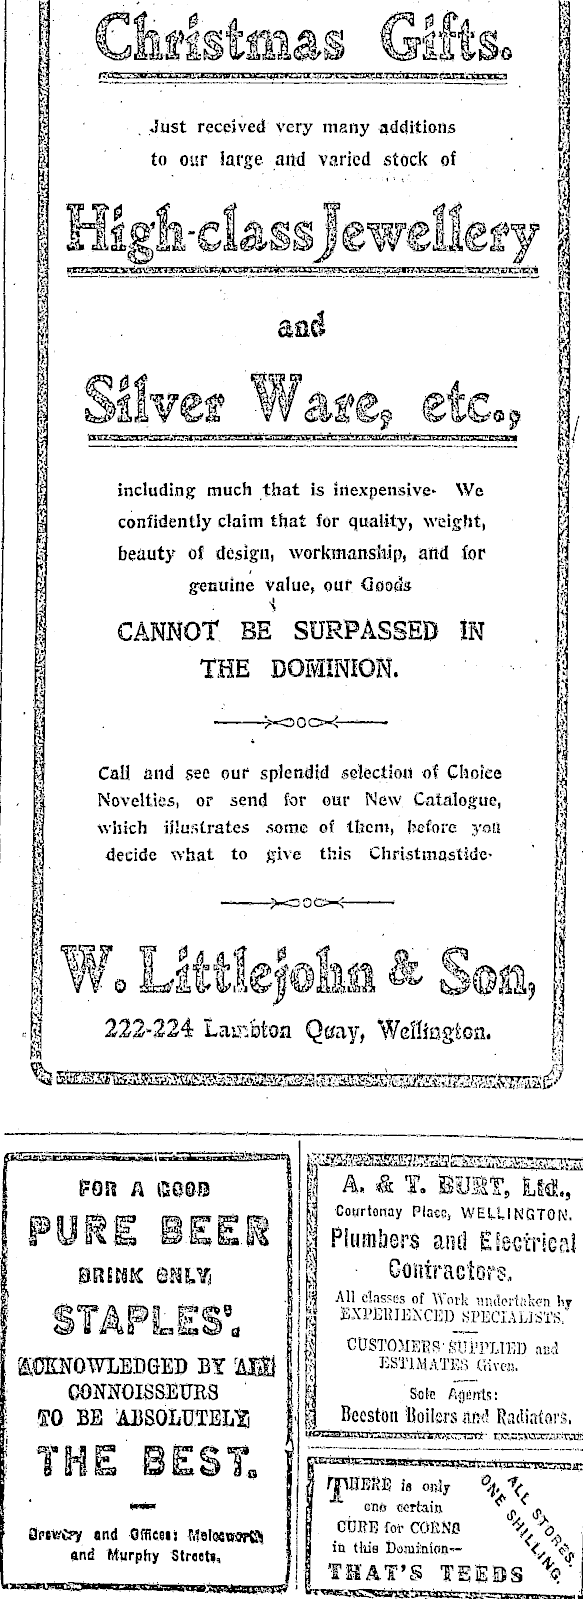 Christmas Gifts.
Just received very many additions
to our large and varied stock of
High-class Jewellery
and
Silver Ware, etc.,
including much that is inexpensive. We
confidently claim that for quality, weight,
beauty of design, workmanship, and for
genuine value, our Goods
CANNOT BE SURPASSED IN
THE DOMINION.
Call and see our splendid selection of Choice
Novelties, or send for our New Catalogue,
which illustrates some of them, before you
decide what to give this Christmastide.
W. Littlejohn & Son,
222-224 Lambton Quay, Wellington.
FOR A GOOD
PURE BEER
DRINK ONLY
STAPLES'.
ACKNOWLEDGED BY ALL
CONNOISSEURS
TO BE ABSOLUTELY
THE BEST.
Brewery and Offices: Molesworth
and Murphy Streets.
A. & T. BURT, Ltd.,
Courtenay Place, WELLINGTON.
Plumbers and Electrical
Contractors.
All classes of Work undertaken by
EXPERIENCED SPECIALISTS.
CUSTOMERS SUPPLIED and
ESTIMATES Given.
Sole Agents:
Beeston Boilers and Radiators.
THERE is only
one certain
CURE for CORNS
in this Dominion--
THAT'S TEEDS
ALL STORES.
ONE SHILLING.